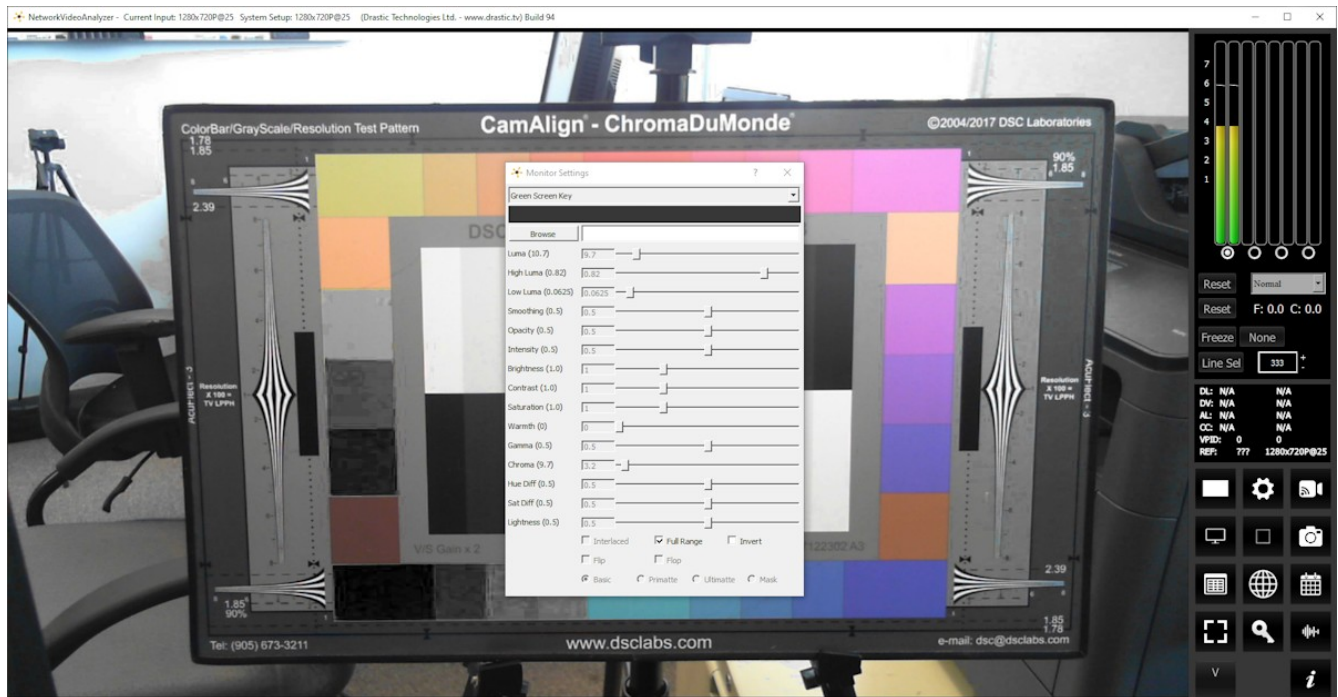 NetworkVideoAnalyzer - Current Input: 1280x720P@25 System Setup: 1280x720P@25 (Drastic Technologies Ltd. - www.drastic.tv) Build 94
ColorBar/GrayScale/Resolution Test Pattern
CamAlign - ChromaDuMonde
©2004/2017 DSC Laboratories
1.78
1.85
90%
1.85
2.39
DSC
Monitor Settings
Green Screen Key
Browse
Luma (10.7) 9.7
High Luma (0.82) 0.82
Low Luma (0.0625) 0.0625
Smoothing (0.5) 0.5
Opacity (0.5) 0.5
Intensity (0.5) 0.5
Brightness (1.0) 1
Contrast (1.0) 1
Saturation (1.0) 1
Warmth (0) 0
Gamma (0.5) 0.5
Chroma (9.7) 3.2
Hue Diff (0.5) 0.5
Sat Diff (0.5) 0.5
Lightness (0.5) 0.5
Interlaced Full Range Invert
Flip Flop
Basic Primatte Ultimatte Mask
Resolution
X 100 =
TV LPPH
Resolution
X 100 =
TV LPPH
V/S Gain x 2
2.39
1.85
90%
1.85
1.78
Tel: (905) 673-3211
www.dsclabs.com
e-mail: dsc@dsclabs.com
7
6
5
4
3
2
1
Reset Normal
Reset F: 0.0 C: 0.0
Freeze None
Line Sel 333 + -
DL: N/A N/A
DV: N/A N/A
AL: N/A N/A
CC: N/A N/A
VPID: 0 0
REF: ??? 1280x720P@25
V
i